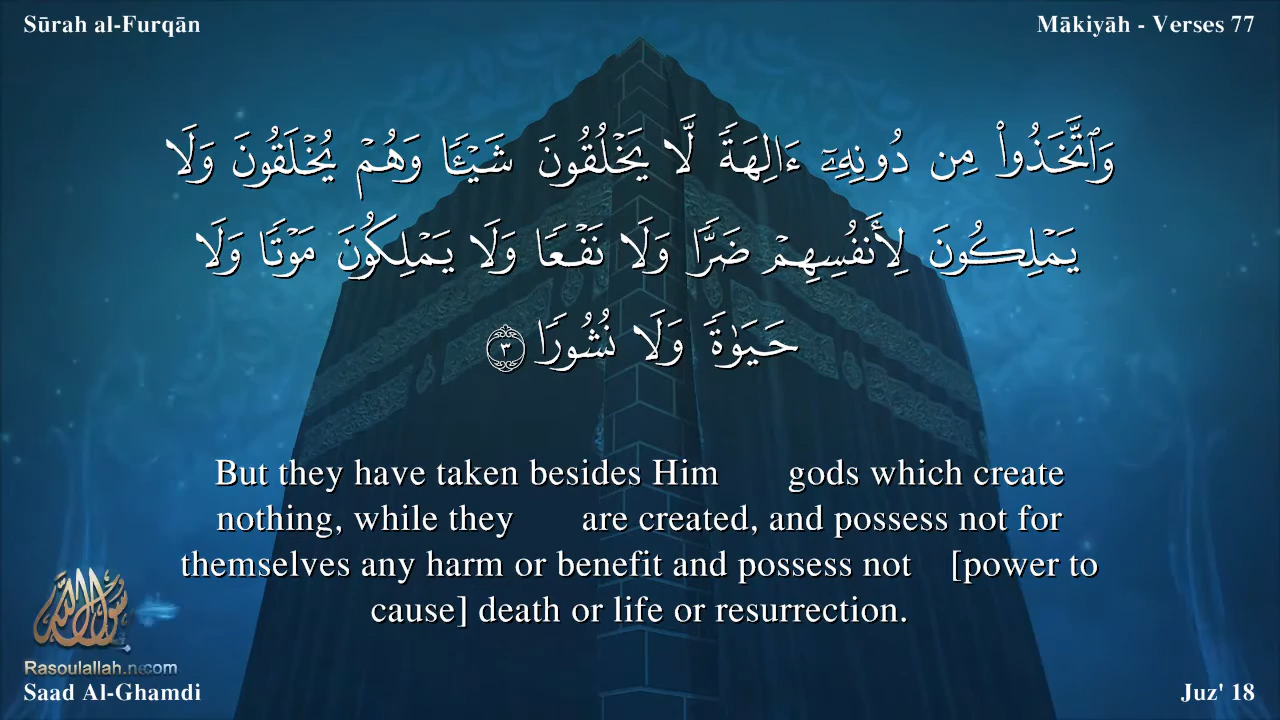 Sūrah al-Furqān
Mākiyāh - Verses 77
وَٱتَّخَذُوا۟ مِن دُونِهِۦٓ ءَالِهَةً لَّا يَخْلُقُونَ شَيْـًٔا وَهُمْ يُخْلَقُونَ وَلَا
يَمْلِكُونَ لِأَنفُسِهِمْ ضَرًّا وَلَا نَفْعًا وَلَا يَمْلِكُونَ مَوْتًا وَلَا
حَيَوٰةً وَلَا نُشُورًا ٣
But they have taken besides Him gods which create
nothing, while they are created, and possess not for
themselves any harm or benefit and possess not [power to
cause] death or life or resurrection.
رسول الله
Saad Al-Ghamdi
Juz' 18